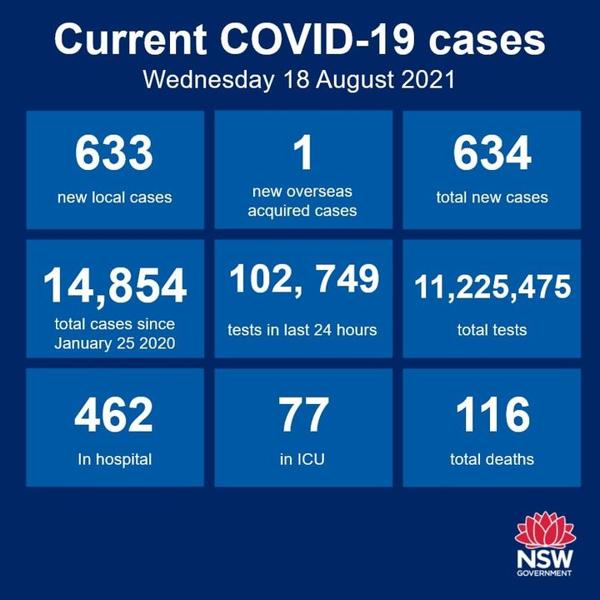 Current COVID-19 cases
Wednesday 18 August 2021
633
new local cases
1
new overseas
acquired cases
634
total new cases
14,854
total cases since
January 25 2020
102, 749
tests in last 24 hours
11,225,475
total tests
462
In hospital
77
in ICU
116
total deaths
NSW
GOVERNMENT